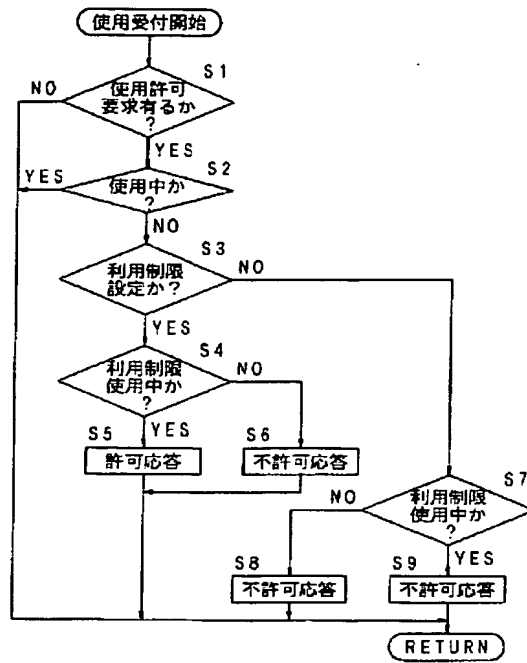 使用受付開始
S1
NO
使用許可
要求有るか
?
YES
S2
YES
使用中か
?
NO
S3
利用制限
設定か?
NO
YES
S4
利用制限
使用中か
?
NO
YES
S5
許可応答
S6
不許可応答
S7
NO
利用制限
使用中か
?
YES
S8
不許可応答
S9
不許可応答
RETURN